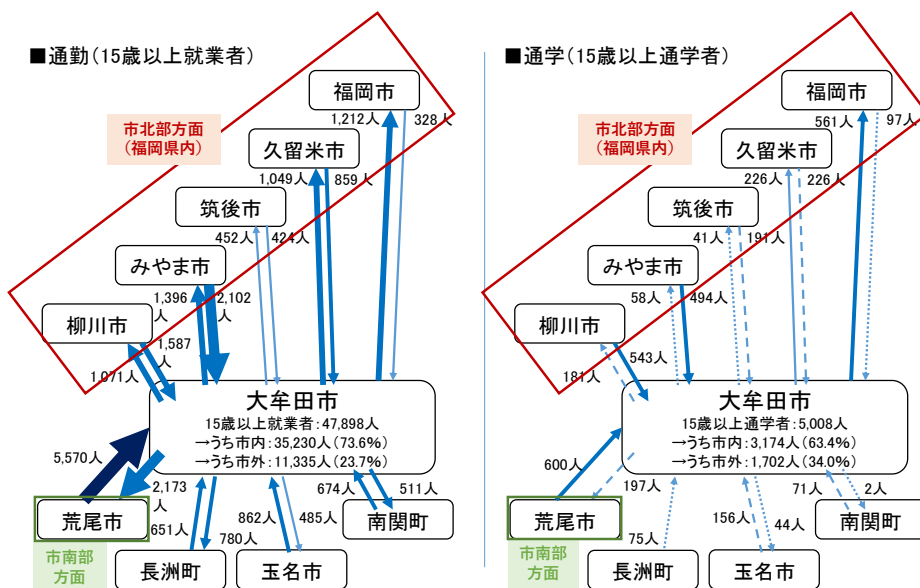 ■通勤(15歳以上就業者)
福岡市
1,212人
328人
市北部方面
(福岡県内)
久留米市
1,049人
859人
筑後市
452人
424人
みやま市
1,396
人
2,102
人
柳川市
1,587
人
1,071人
大牟田市
15歳以上就業者:47,898人
→うち市内:35,230人(73.6%)
→うち市外:11,335人(23.7%)
5,570人
2,173
人
荒尾市
市南部
方面
651人
780人
長洲町
862人
485人
玉名市
674人
511人
南関町
■通学(15歳以上通学者)
福岡市
561人
97人
市北部方面
(福岡県内)
久留米市
226人
226人
筑後市
41人
191人
みやま市
58人
494人
柳川市
543人
181人
大牟田市
15歳以上通学者:5,008人
→うち市内:3,174人(63.4%)
→うち市外:1,702人(34.0%)
600人
197人
荒尾市
市南部
方面
75人
長洲町
156人
44人
玉名市
71人
2人
南関町